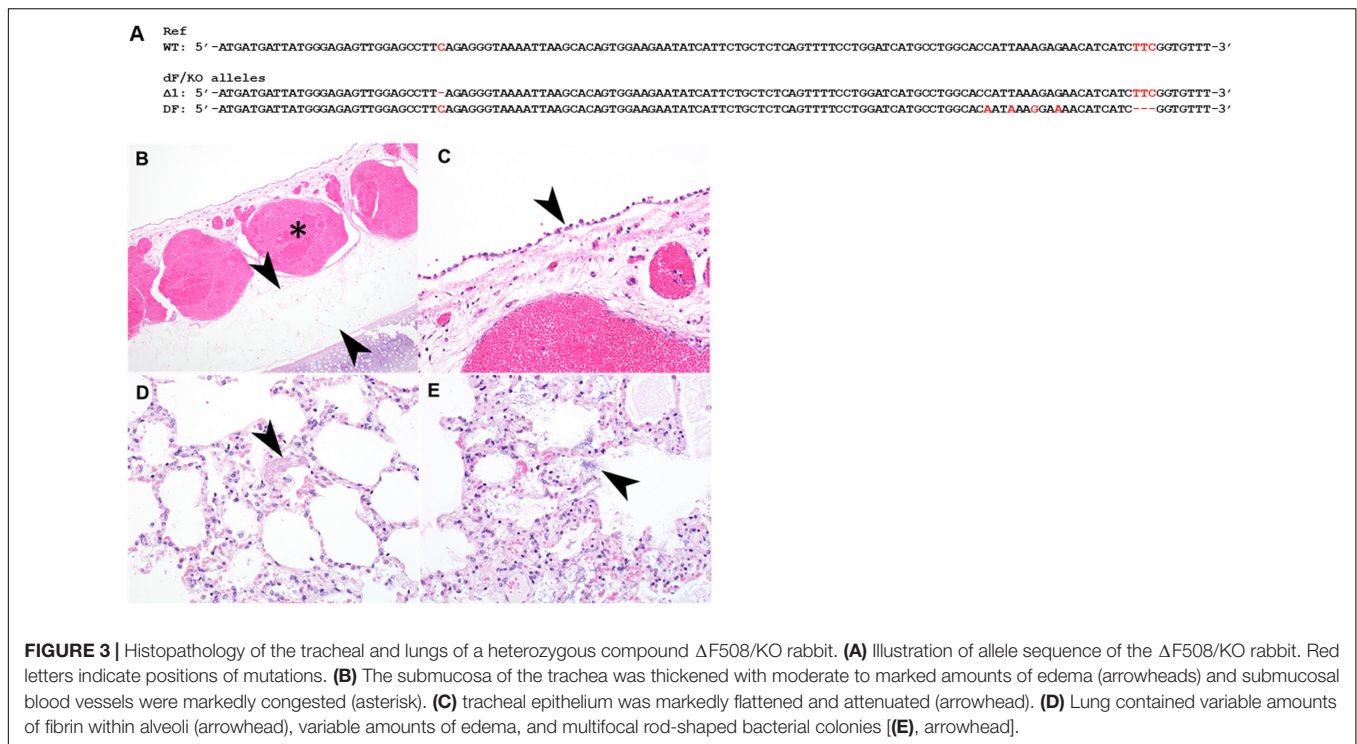 A
Ref
WT: 5’-ATGATGATTATGGGAGAGTTGGAGCCTTCAGAGGGTAAAATTAAGCACAGTGGAAGAATATCATTCTGCTCTCAGTTTTCCTGGATCATGCCTGGCACCATTAAAGAGAACATCATCTTCGGTGTTT-3’
dF/KO alleles
Δ1: 5’-ATGATGATTATGGGAGAGTTGGAGCCTT-AGAGGGTAAAATTAAGCACAGTGGAAGAATATCATTCTGCTCTCAGTTTTCCTGGATCATGCCTGGCACCATTAAAGAGAACATCATCTTCGGTGTTT-3’
DF: 5’-ATGATGATTATGGGAGAGTTGGAGCCTTCAGAGGGTAAAATTAAGCACAGTGGAAGAATATCATTCTGCTCTCAGTTTTCCTGGATCATGCCTGGCACAATAAAGGAAACATCATC---GGTGTTT-3’
B
C
*
D
E
FIGURE 3 | Histopathology of the tracheal and lungs of a heterozygous compound ΔF508/KO rabbit. (A) Illustration of allele sequence of the ΔF508/KO rabbit. Red
letters indicate positions of mutations. (B) The submucosa of the trachea was thickened with moderate to marked amounts of edema (arrowheads) and submucosal
blood vessels were markedly congested (asterisk). (C) tracheal epithelium was markedly flattened and attenuated (arrowhead). (D) Lung contained variable amounts
of fibrin within alveoli (arrowhead), variable amounts of edema, and multifocal rod-shaped bacterial colonies [(E), arrowhead].